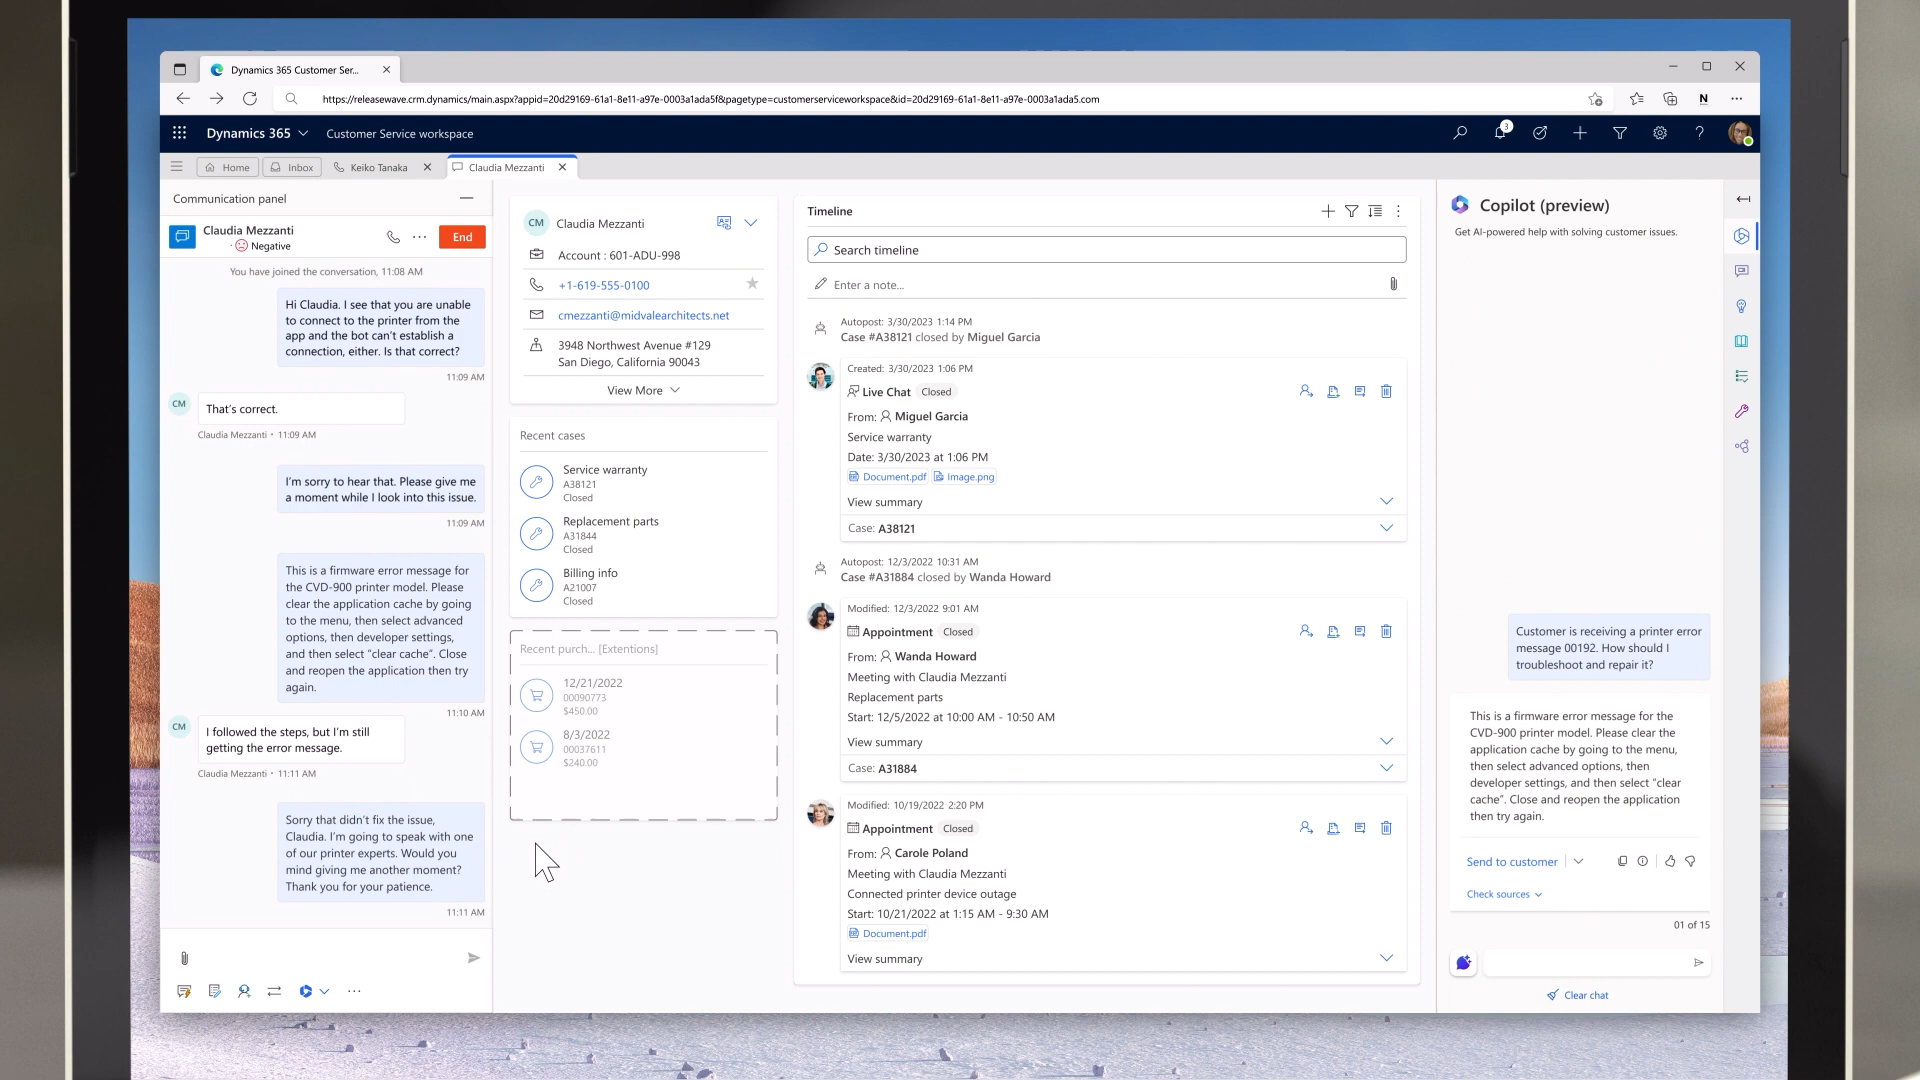 Dynamics 365 Customer Ser...
https://releasewave.crm.dynamics/main.aspx?appid=20d29169-61a1-8e11-a97e-0003a1ada5f&pagetype=customerserviceworkspace&id=20d29169-61a1-8e11-a97e-0003a1ada5.com
N
Dynamics 365
Customer Service workspace
3
?
Home
Inbox
Keiko Tanaka
Claudia Mezzanti
Communication panel
Claudia Mezzanti
· Negative
End
You have joined the conversation, 11:08 AM
Hi Claudia. I see that you are unable
to connect to the printer from the
app and the bot can't establish a
connection, either. Is that correct?
11:09 AM
CM
That's correct.
Claudia Mezzanti • 11:09 AM
I'm sorry to hear that. Please give me
a moment while I look into this issue.
11:09 AM
This is a firmware error message for
the CVD-900 printer model. Please
clear the application cache by going
to the menu, then select advanced
options, then developer settings,
and then select “clear cache”. Close
and reopen the application then try
again.
11:10 AM
CM
I followed the steps, but I'm still
getting the error message.
Claudia Mezzanti • 11:11 AM
Sorry that didn't fix the issue,
Claudia. I'm going to speak with one
of our printer experts. Would you
mind giving me another moment?
Thank you for your patience.
11:11 AM
CM
Claudia Mezzanti
Account : 601-ADU-998
+1-619-555-0100
cmezzanti@midvalearchitects.net
3948 Northwest Avenue #129
San Diego, California 90043
View More
Recent cases
Service warranty
A38121
Closed
Replacement parts
A31844
Closed
Billing info
A21007
Closed
Recent purch... [Extentions]
12/21/2022
00090773
$450.00
8/3/2022
00037611
$240.00
Timeline
Search timeline
Enter a note...
Autopost: 3/30/2023 1:14 PM
Case #A38121 closed by Miguel Garcia
Created: 3/30/2023 1:06 PM
Live Chat
Closed
From: Miguel Garcia
Service warranty
Date: 3/30/2023 at 1:06 PM
Document.pdf
Image.png
View summary
Case: A38121
Autopost: 12/3/2022 10:31 AM
Case #A31884 closed by Wanda Howard
Modified: 12/3/2022 9:01 AM
Appointment
Closed
From: Wanda Howard
Meeting with Claudia Mezzanti
Replacement parts
Start: 12/5/2022 at 10:00 AM - 10:50 AM
View summary
Case: A31884
Modified: 10/19/2022 2:20 PM
Appointment
Closed
From: Carole Poland
Meeting with Claudia Mezzanti
Connected printer device outage
Start: 10/21/2022 at 1:15 AM - 9:30 AM
Document.pdf
View summary
Copilot (preview)
Get AI-powered help with solving customer issues.
Customer is receiving a printer error
message 00192. How should I
troubleshoot and repair it?
This is a firmware error message for the
CVD-900 printer model. Please clear the
application cache by going to the menu,
then select advanced options, then
developer settings, and then select “clear
cache”. Close and reopen the application
then try again.
Send to customer
Check sources
01 of 15
Clear chat